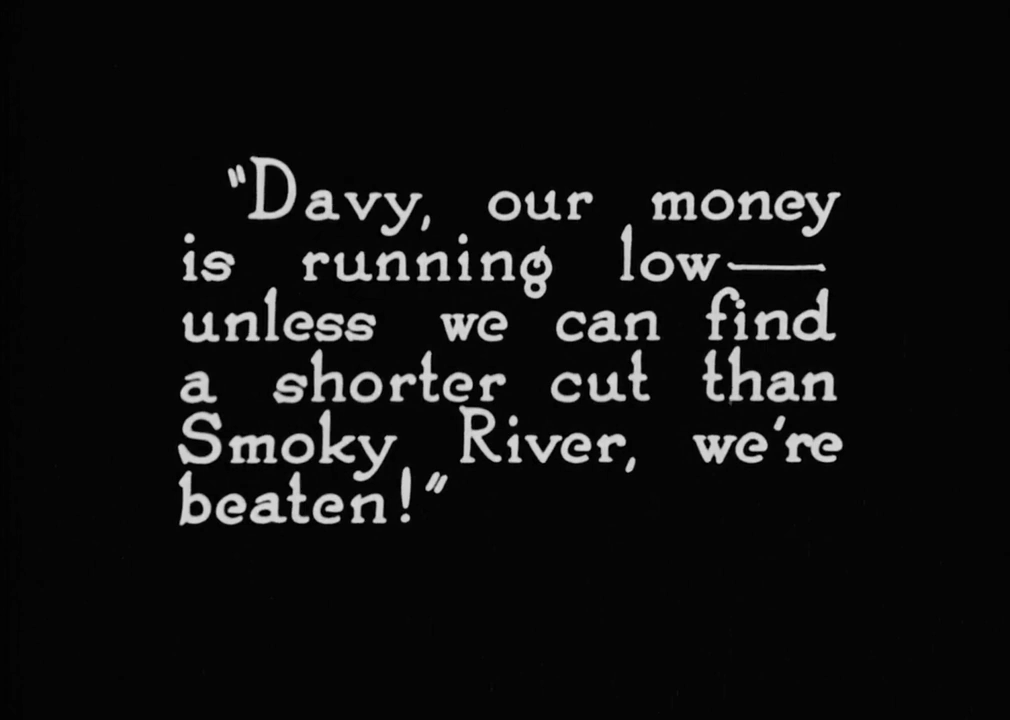 "Davy, our money
is running low—
unless we can find
a shorter cut than
Smoky River, we're
beaten!"